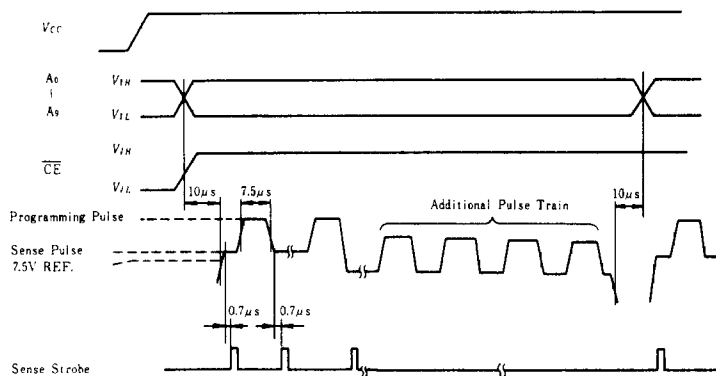 VCC
A0
A9
VIH
VIL
CE
VIH
VIL
10μs
7.5μs
Additional Pulse Train
10μs
Programming Pulse
Sense Pulse
7.5V REF.
0.7μs
0.7μs
Sense Strobe